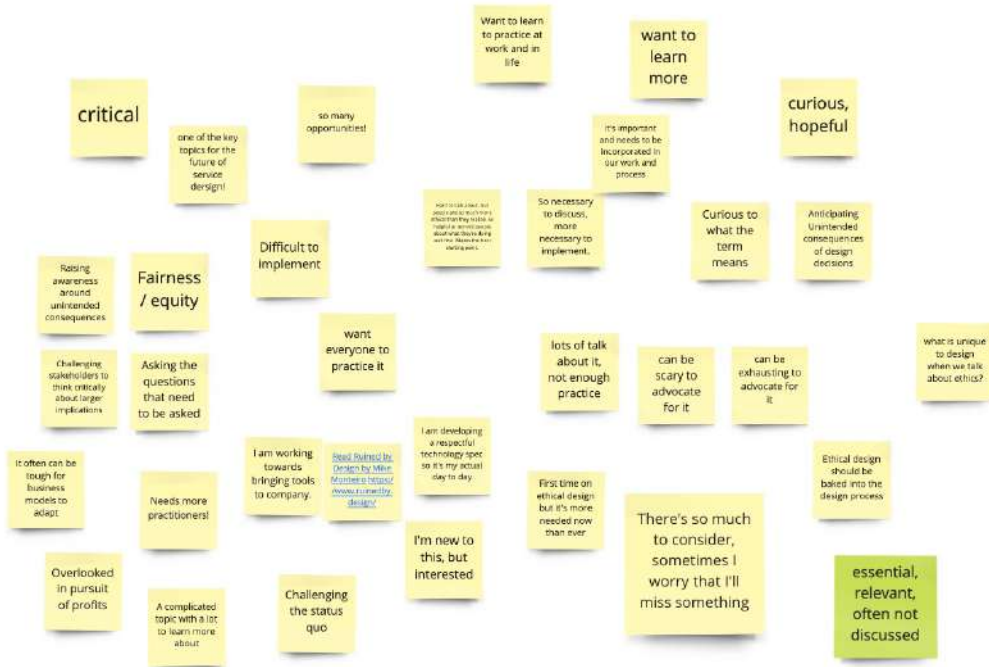 Want to learn
to practice at
work and in
life
want to
learn
more
critical
so many
opportunities!
curious,
hopeful
one of the key
topics for the
future of
service
dersign!
it's important
and needs to be
incorporated in
our work and
process
So necessary
to discuss,
more
necessary to
implement.
Curious to
what the
term
means
Anticipating
Unintended
consequences
of design
decisions
Difficult to
implement
Raising
awareness
around
unintended
consequences
Fairness
/ equity
want
everyone to
practice it
lots of talk
about it,
not enough
practice
can be
scary to
advocate
for it
can be
exhausting to
advocate for
it
what is unique
to design
when we talk
about ethics?
Challenging
stakeholders to
think critically
about larger
implications
Asking the
questions
that need
to be asked
I am developing
a respectful
technology spec
so it's my actual
day to day.
It often can be
tough for
business
models to
adapt
Needs more
practitioners!
I am working
towards
bringing tools
to company.
Read Ruined by
Design by Mike
Monteiro https:/
/www.ruinedby.
design/
First time on
ethical design
but it's more
needed now
than ever
Ethical design
should be
baked into the
design process
I'm new to
this, but
interested
There's so much
to consider,
sometimes I
worry that I'll
miss something
Overlooked
in pursuit
of profits
A complicated
topic with a lot
to learn more
about
Challenging
the status
quo
essential,
relevant,
often not
discussed